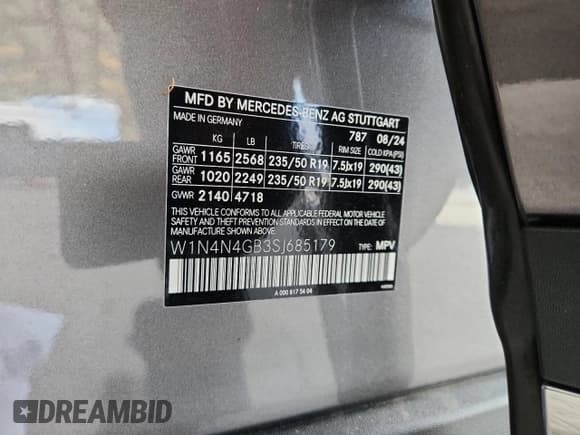 MFD BY MERCEDES-BENZ AG STUTTGART
MADE IN GERMANY 787 08/24
KG LB TIRES RIM SIZE COLD KPA(PSI)
GAWR FRONT 1165 2568 235/50 R19 7.5Jx19 290(43)
GAWR REAR 1020 2249 235/50 R19 7.5Jx19 290(43)
GVWR 2140 4718
THIS VEHICLE CONFORMS TO ALL APPLICABLE FEDERAL MOTOR VEHICLE
SAFETY AND THEFT PREVENTION STANDARDS IN EFFECT ON THE DATE OF
MANUFACTURE SHOWN ABOVE.
W1N4N4GB3SJ685179 TYPE: MPV
A 000 817 54 04
DREAMBID